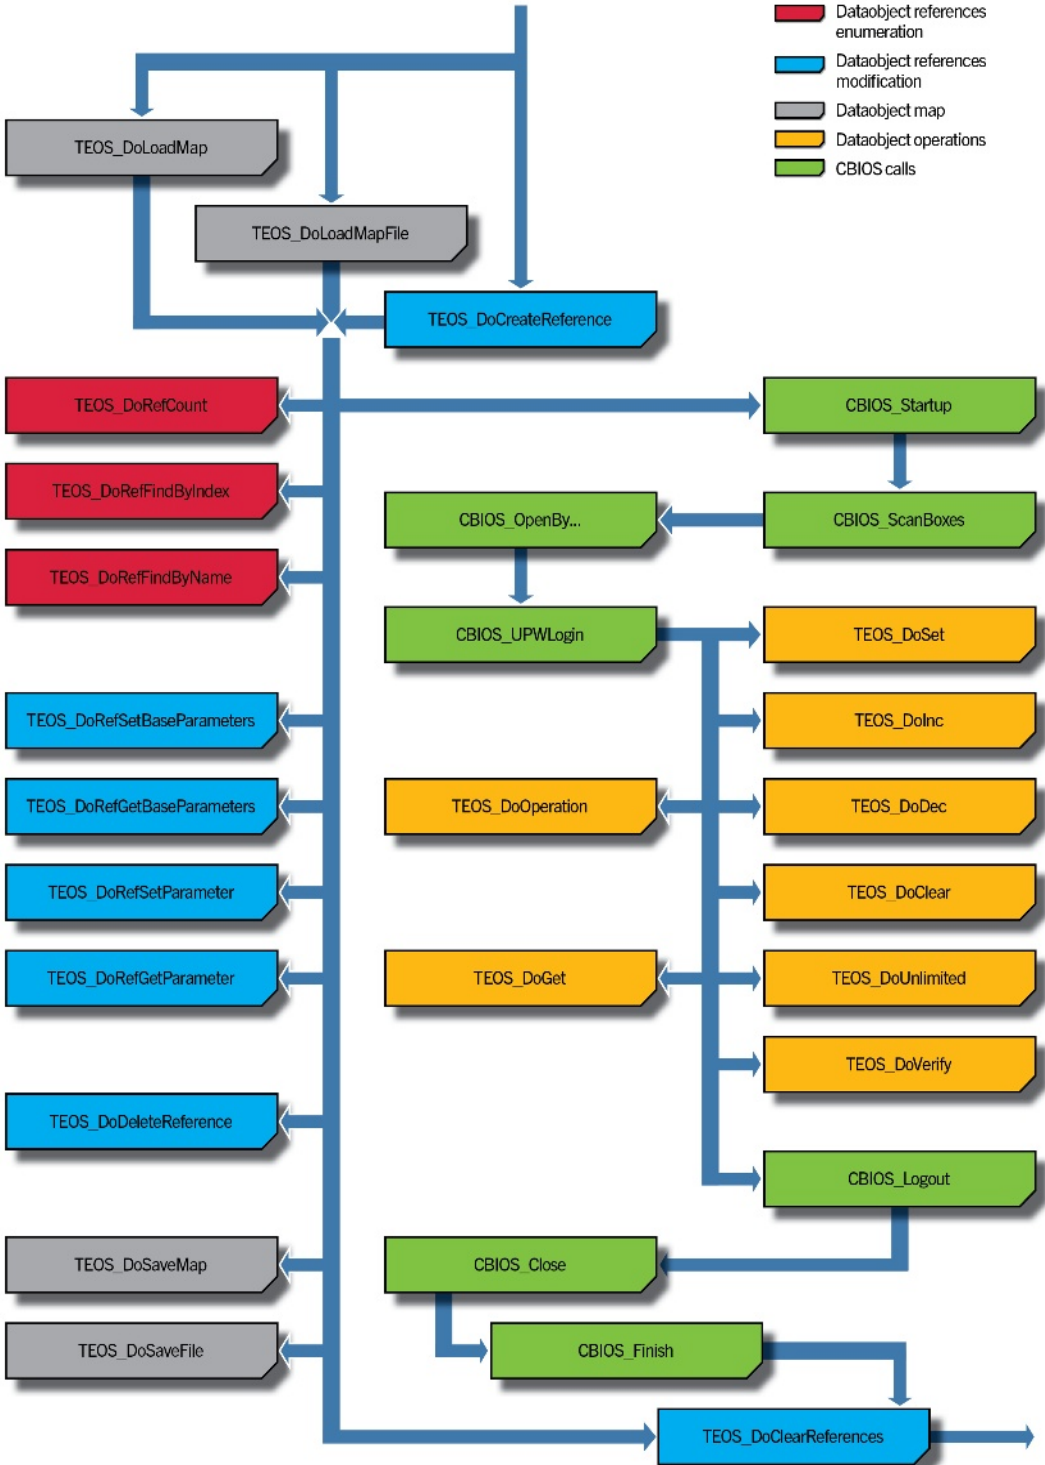 Dataobject references
enumeration
Dataobject references
modification
Dataobject map
Dataobject operations
CBIOS calls
TEOS_DoLoadMap
TEOS_DoLoadMapFile
TEOS_DoCreateReference
TEOS_DoRefCount
CBIOS_Startup
TEOS_DoRefFindByIndex
CBIOS_OpenBy...
CBIOS_ScanBoxes
TEOS_DoRefFindByName
CBIOS_UPWLogin
TEOS_DoSet
TEOS_DoRefSetBaseParameters
TEOS_DoInc
TEOS_DoRefGetBaseParameters
TEOS_DoOperation
TEOS_DoDec
TEOS_DoRefSetParameter
TEOS_DoClear
TEOS_DoRefGetParameter
TEOS_DoGet
TEOS_DoUnlimited
TEOS_DoVerify
TEOS_DoDeleteReference
CBIOS_Logout
TEOS_DoSaveMap
CBIOS_Close
TEOS_DoSaveFile
CBIOS_Finish
TEOS_DoClearReferences